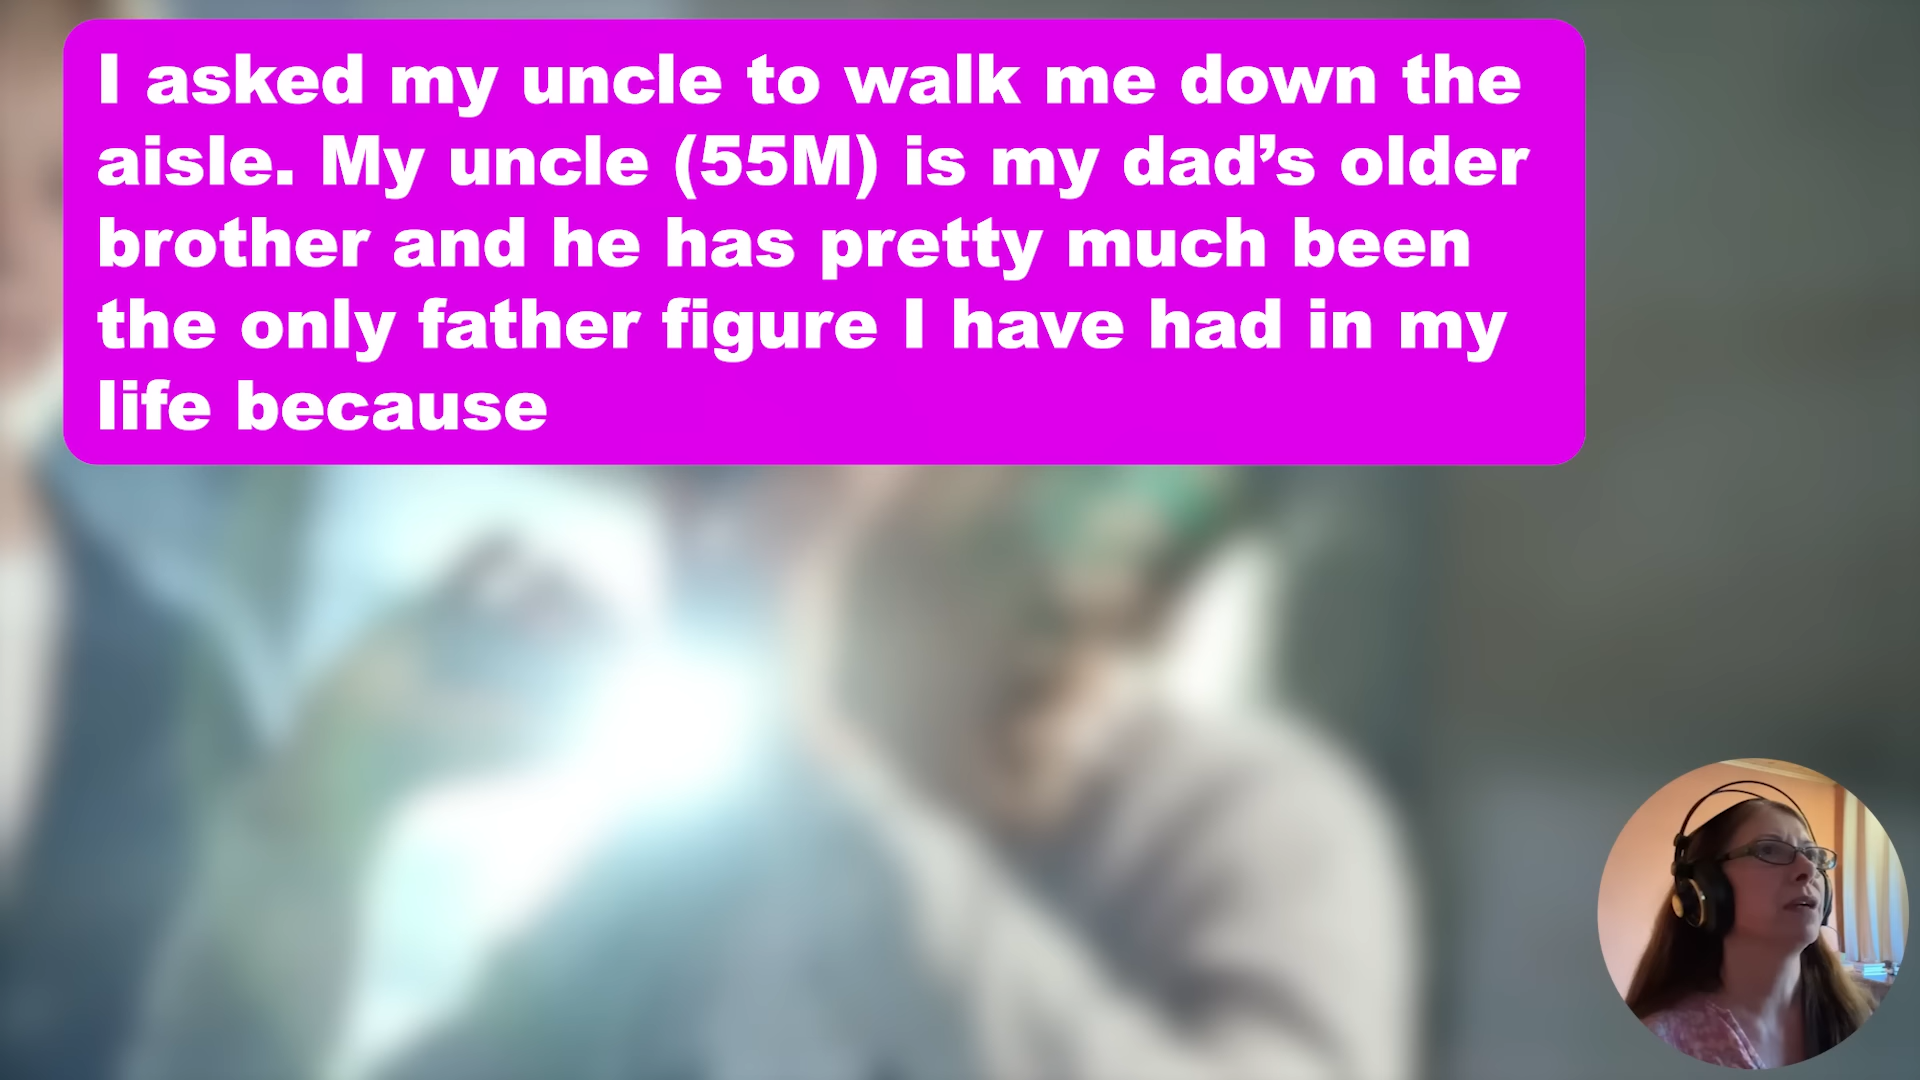 I asked my uncle to walk me down the
aisle. My uncle (55M) is my dad’s older
brother and he has pretty much been
the only father figure I have had in my
life because